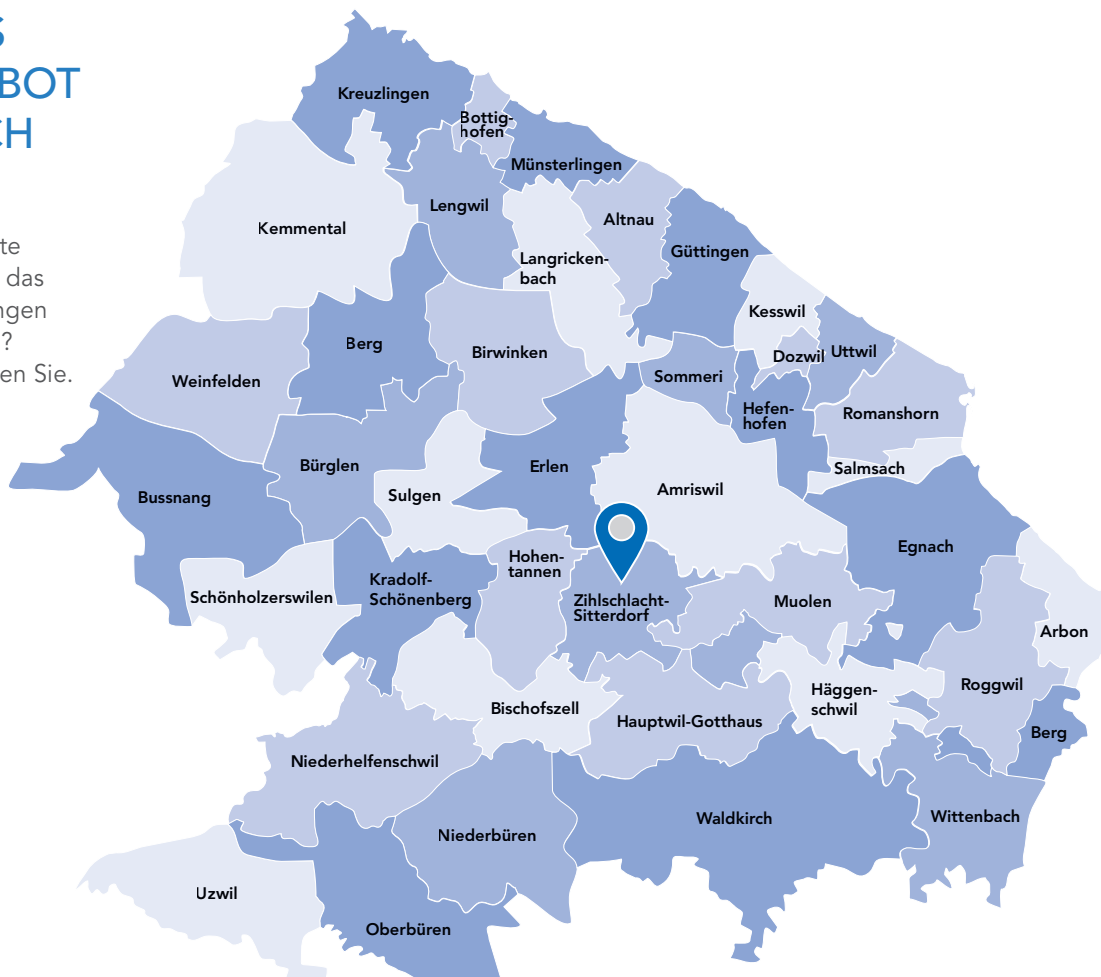 S
BOT
CH
te
das
ngen
?
en Sie.
Kreuzlingen
Bottig-
hofen
Münsterlingen
Lengwil
Altnau
Kemmental
Güttingen
Langricken-
bach
Kesswil
Berg
Birwinken
Dozwil
Uttwil
Weinfelden
Sommeri
Hefen-
hofen
Romanshorn
Bürglen
Erlen
Salmsach
Sulgen
Amriswil
Bussnang
Egnach
Hohen-
tannen
Kradolf-
Schönenberg
Schönholzerswilen
Zihlschlacht-
Sitterdorf
Muolen
Arbon
Roggwil
Häggen-
schwil
Bischofszell
Hauptwil-Gotthaus
Berg
Niederhelfenschwil
Waldkirch
Wittenbach
Niederbüren
Uzwil
Oberbüren